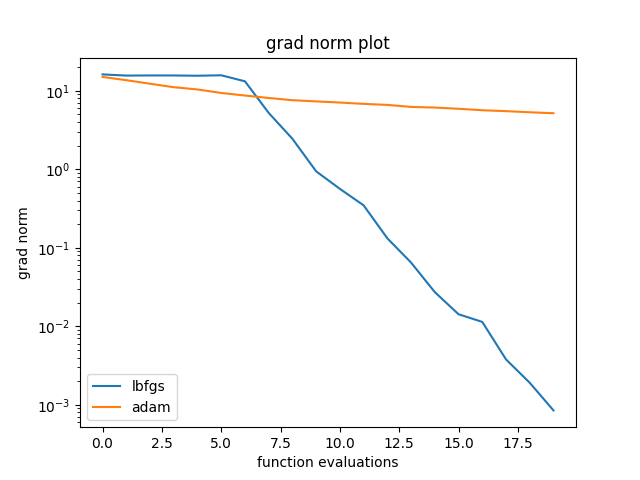 grad norm plot
10¹
10⁰
10⁻¹
10⁻²
10⁻³
grad norm
lbfgs
adam
0.0 2.5 5.0 7.5 10.0 12.5 15.0 17.5
function evaluations